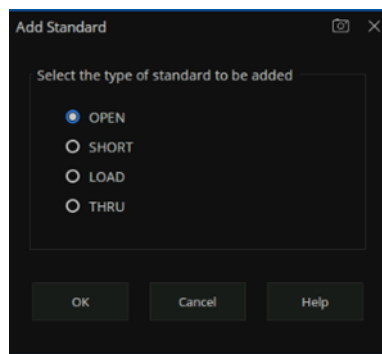 Add Standard
Select the type of standard to be added
OPEN
SHORT
LOAD
THRU
OK Cancel Help